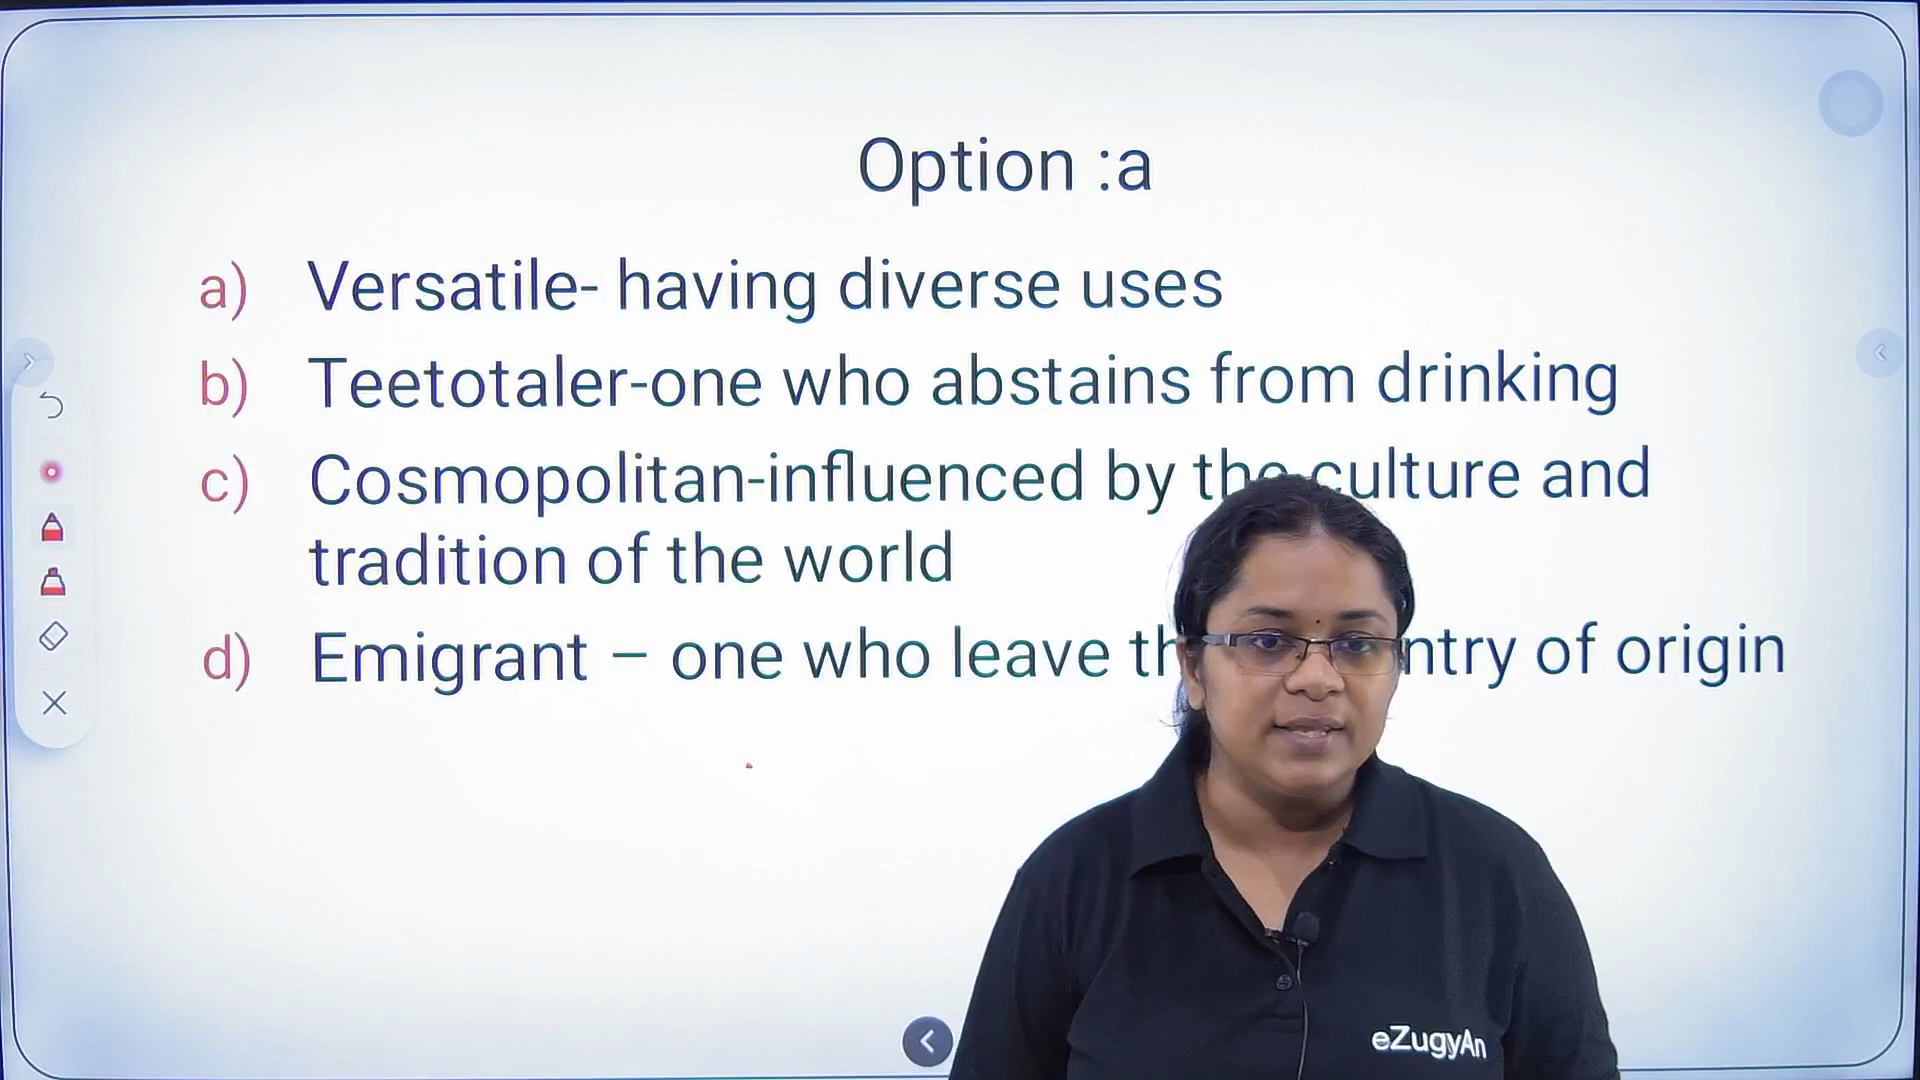 Option :a
a) Versatile- having diverse uses
b) Teetotaler-one who abstains from drinking
c) Cosmopolitan-influenced by the culture and
tradition of the world
d) Emigrant – one who leave of origin
eZugyAn